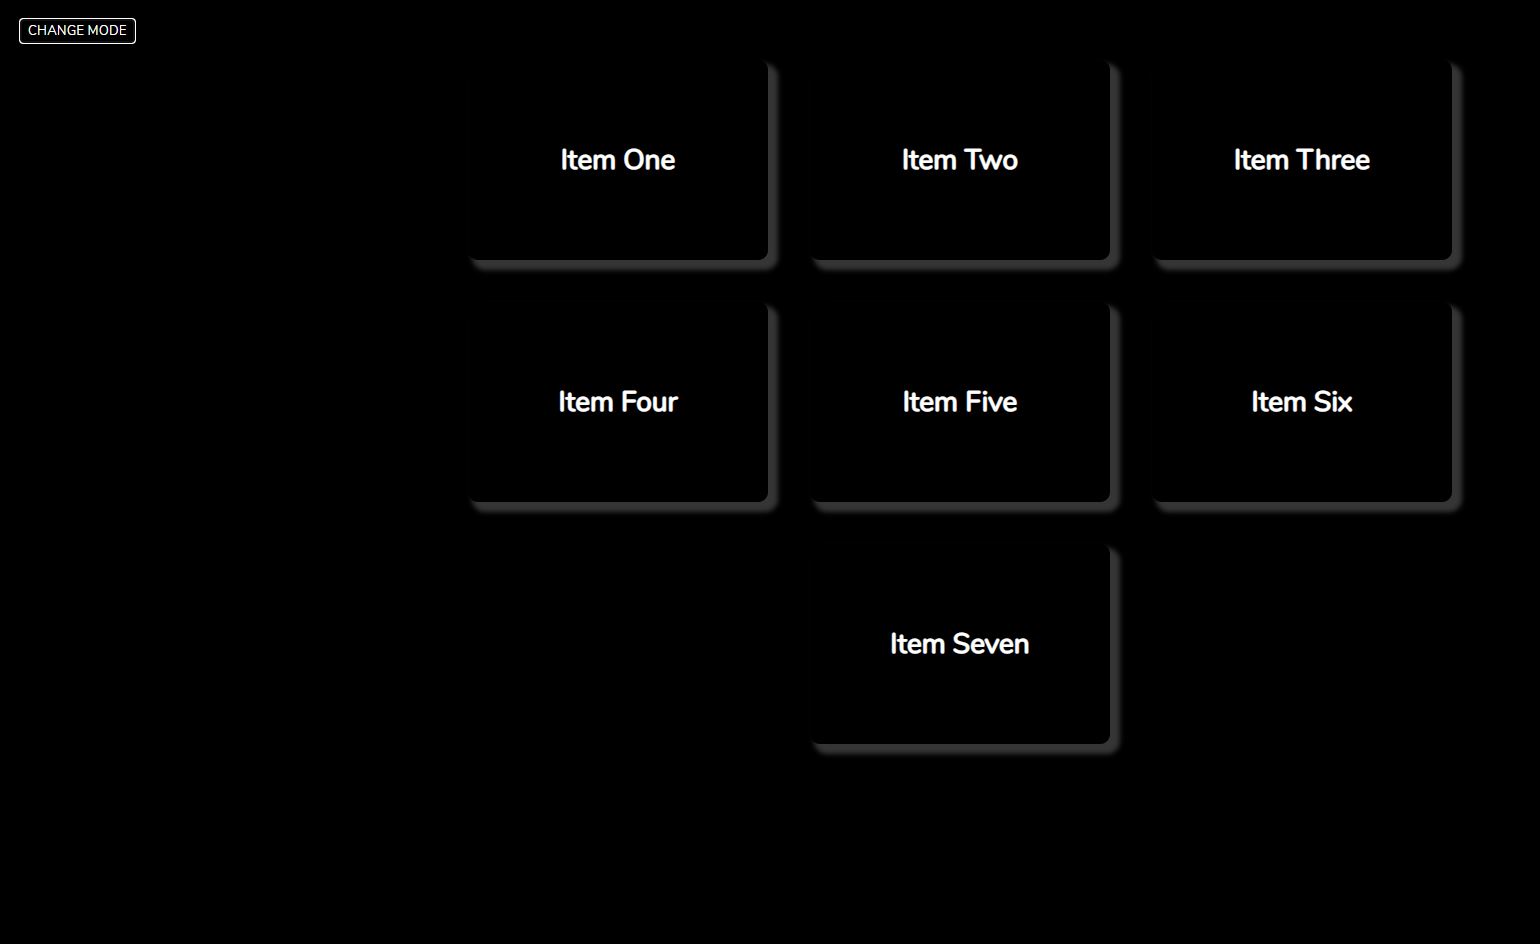 CHANGE MODE
Item One
Item Two
Item Three
Item Four
Item Five
Item Six
Item Seven